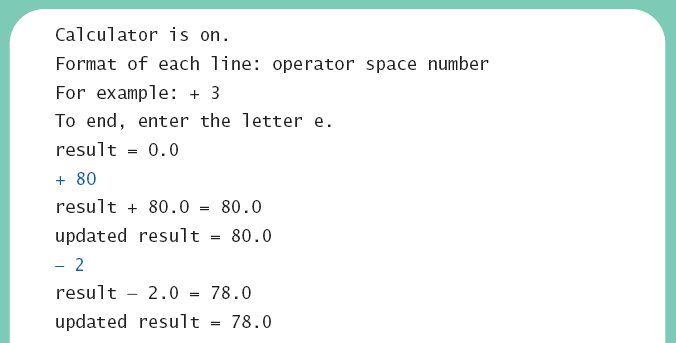 Calculator is on.
Format of each line: operator space number
For example: + 3
To end, enter the letter e.
result = 0.0
+ 80
result + 80.0 = 80.0
updated result = 80.0
– 2
result – 2.0 = 78.0
updated result = 78.0